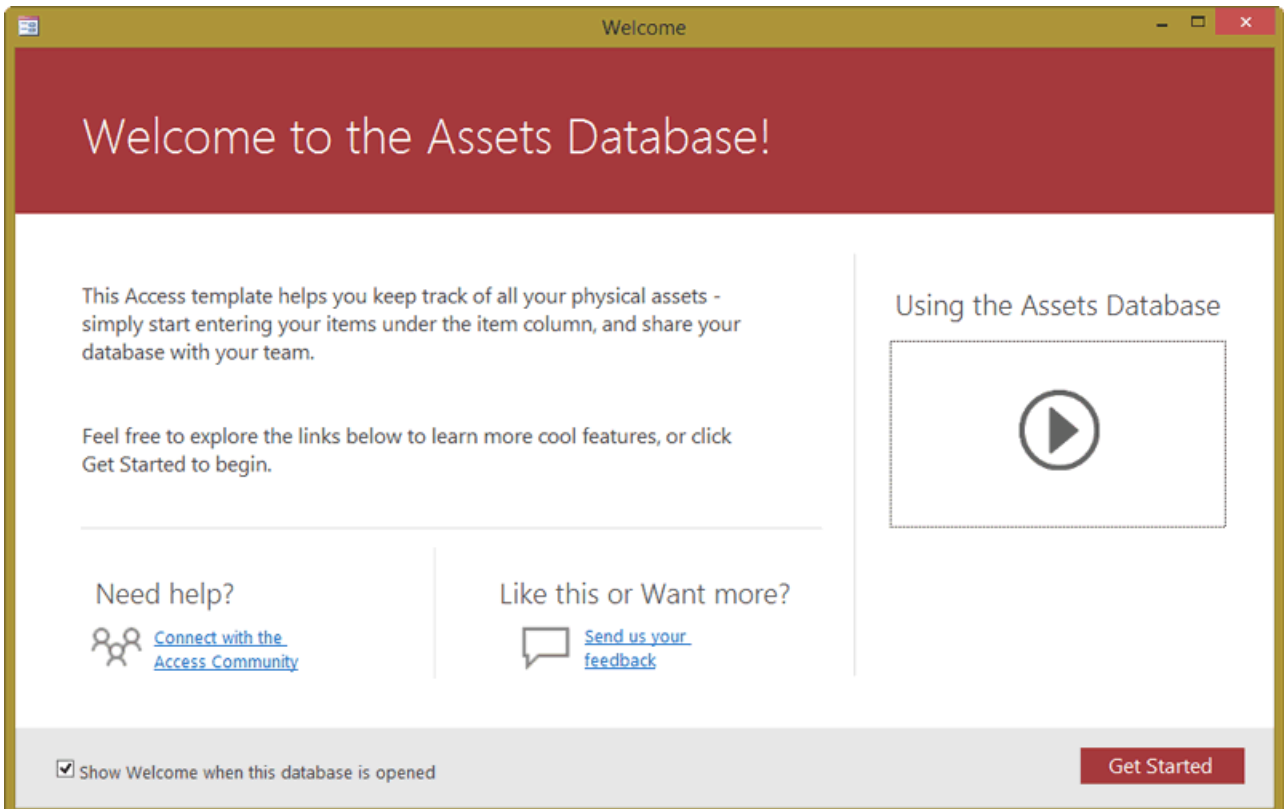 Welcome
Welcome to the Assets Database!
This Access template helps you keep track of all your physical assets -
simply start entering your items under the item column, and share your
database with your team.
Feel free to explore the links below to learn more cool features, or click
Get Started to begin.
Using the Assets Database
Need help?
Connect with the
Access Community
Like this or Want more?
Send us your
feedback
Show Welcome when this database is opened
Get Started